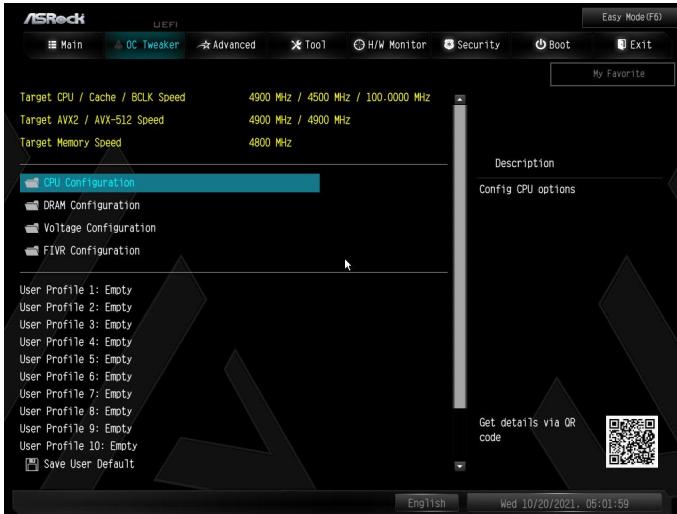 ASRock UEFI
Easy Mode(F6)
Main OC Tweaker Advanced Tool H/W Monitor Security Boot Exit
My Favorite
Target CPU / Cache / BCLK Speed 4900 MHz / 4500 MHz / 100.0000 MHz
Target AVX2 / AVX-512 Speed 4900 MHz / 4900 MHz
Target Memory Speed 4800 MHz
Description
CPU Configuration
Config CPU options
DRAM Configuration
Voltage Configuration
FIVR Configuration
User Profile 1: Empty
User Profile 2: Empty
User Profile 3: Empty
User Profile 4: Empty
User Profile 5: Empty
User Profile 6: Empty
User Profile 7: Empty
User Profile 8: Empty
User Profile 9: Empty
User Profile 10: Empty
Save User Default
Get details via QR
code
English
Wed 10/20/2021, 05:01:59